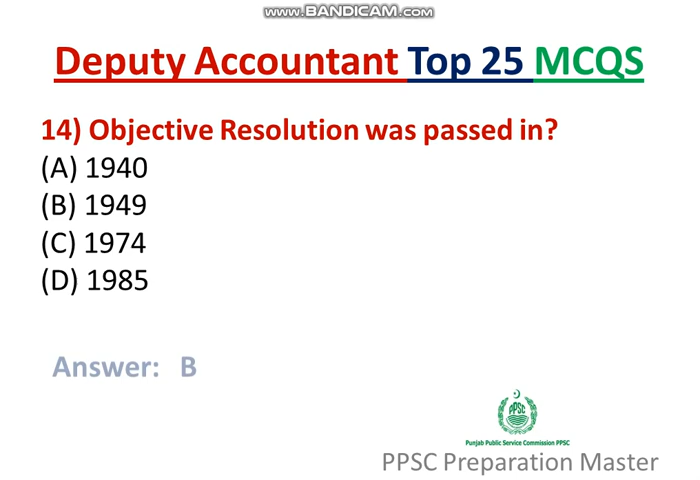 www.BANDICAM.com
Deputy Accountant Top 25 MCQS
14) Objective Resolution was passed in?
(A) 1940
(B) 1949
(C) 1974
(D) 1985
Answer: B
PPSC
Punjab Public Service Commission PPSC
PPSC Preparation Master